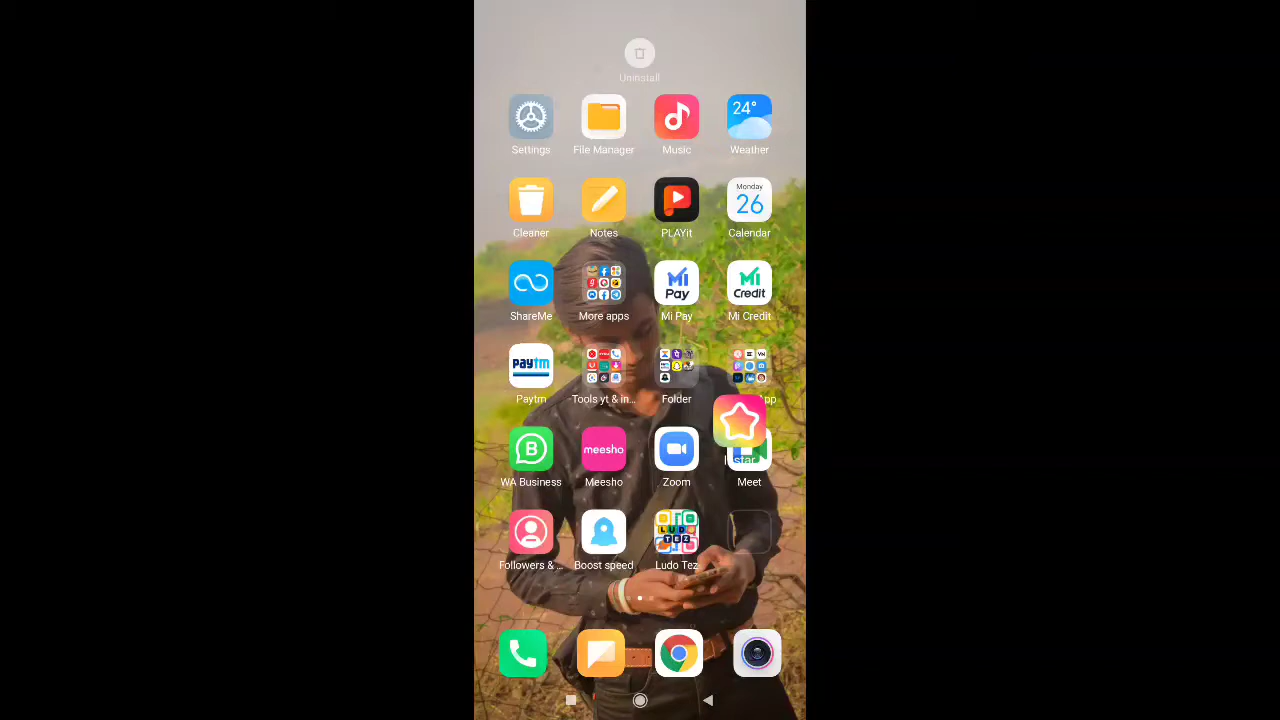 Uninstall
24°
Settings
File Manager
Music
Weather
Monday
26
Cleaner
Notes
PLAYit
Calendar
Mi
Pay
Mi
Credit
ShareMe
More apps
Mi Pay
Mi Credit
paytm
Paytm
Tools yt & in...
Folder
B
meesho
WA Business
Meesho
Zoom
Meet
LUDO
TEZ
Followers & ...
Boost speed
Ludo Tez